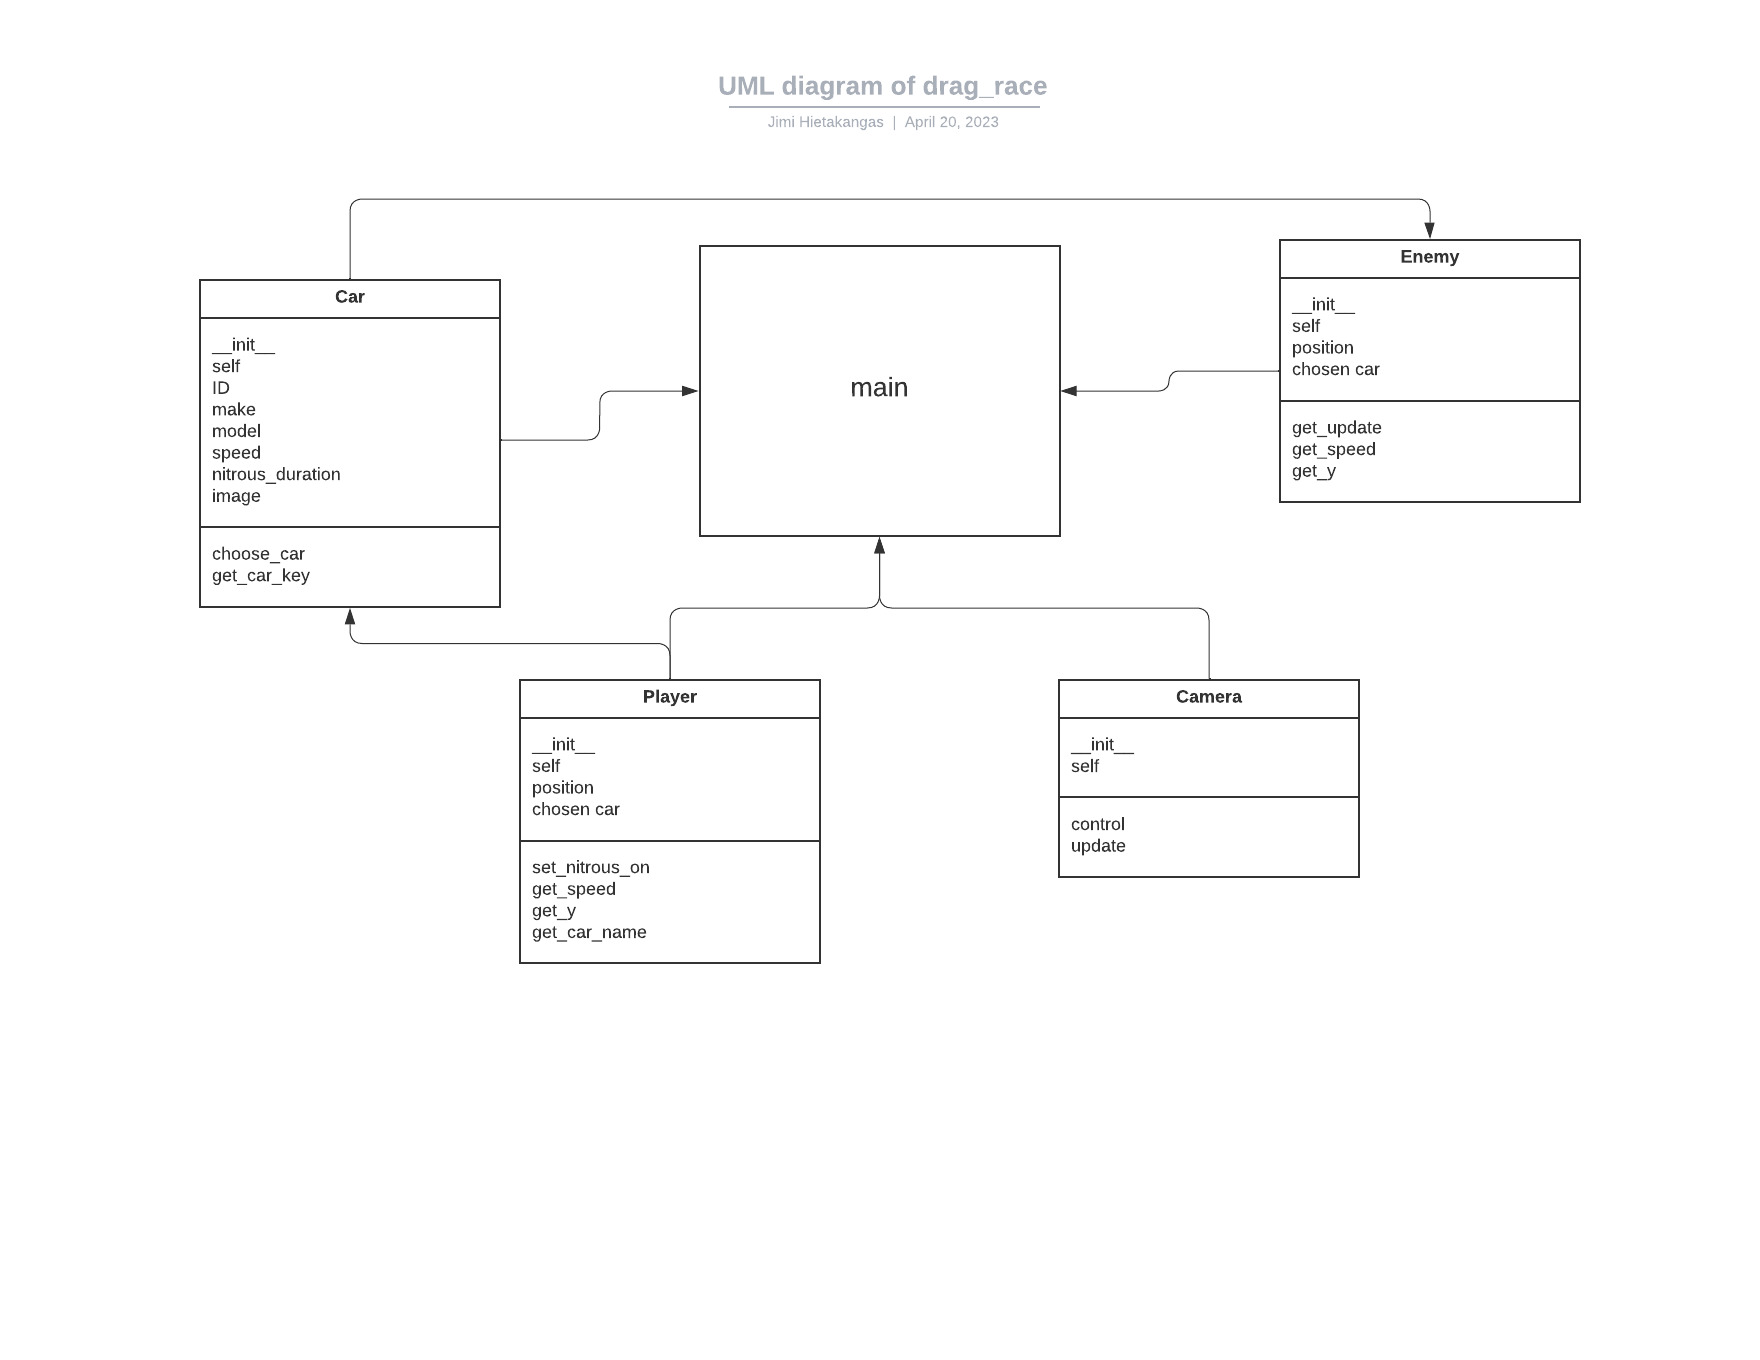 UML diagram of drag_race
Jimi Hietakangas | April 20, 2023
Car
__init__
self
ID
make
model
speed
nitrous_duration
image
choose_car
get_car_key
main
Enemy
__init__
self
position
chosen car
get_update
get_speed
get_y
Player
__init__
self
position
chosen car
set_nitrous_on
get_speed
get_y
get_car_name
Camera
__init__
self
control
update